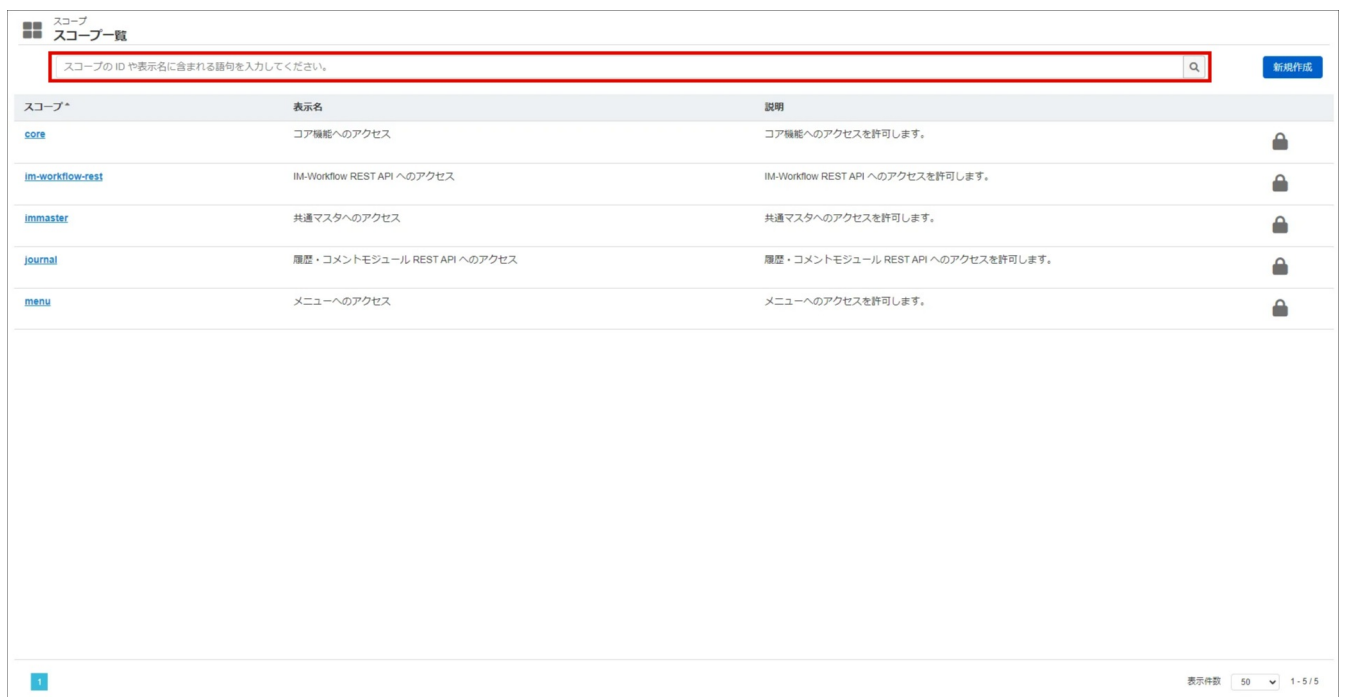 スコープ
スコープ一覧
スコープの ID や表示名に含まれる語句を入力してください。
新規作成
スコープ 表示名 説明
core コア機能へのアクセス コア機能へのアクセスを許可します。
im-workflow-rest IM-Workflow REST API へのアクセス IM-Workflow REST API へのアクセスを許可します。
immaster 共通マスタへのアクセス 共通マスタへのアクセスを許可します。
journal 履歴・コメントモジュール REST API へのアクセス 履歴・コメントモジュール REST API へのアクセスを許可します。
menu メニューへのアクセス メニューへのアクセスを許可します。
1 表示件数 50 1 - 5 / 5